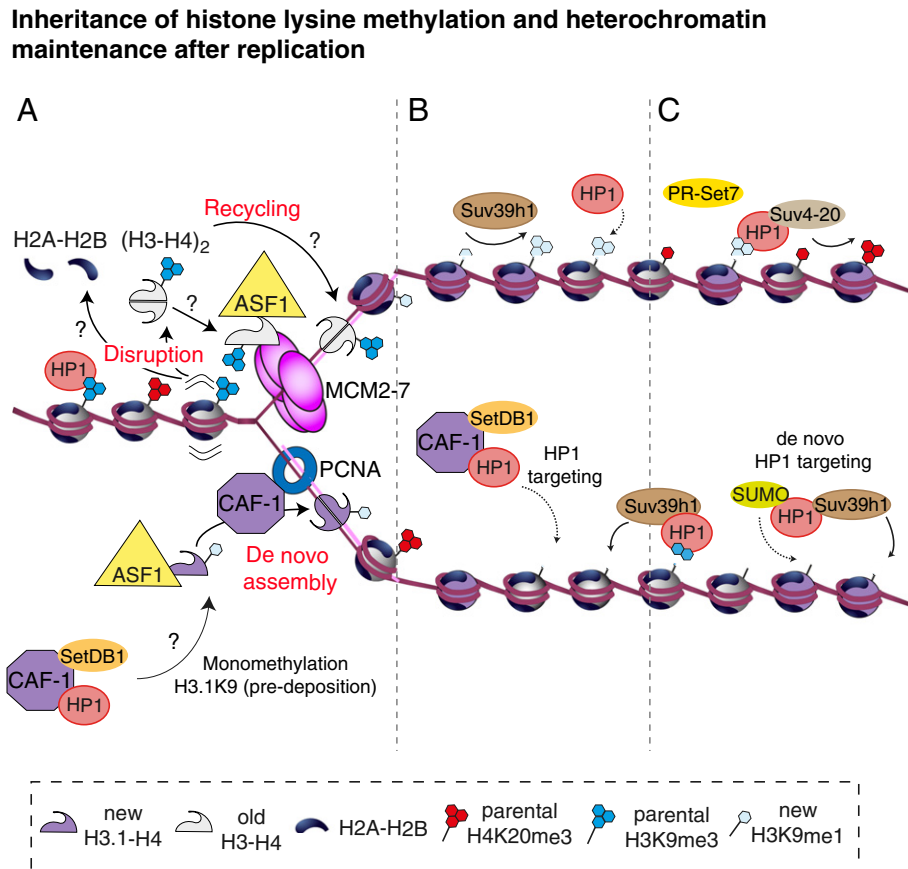 Inheritance of histone lysine methylation and heterochromatin
maintenance after replication
A
B
C
Recycling
?
H2A-H2B
(H3-H4)2
?
ASF1
?
Disruption
HP1
MCM2-7
PCNA
CAF-1
De novo
assembly
ASF1
?
SetDB1
CAF-1
HP1
Monomethylation
H3.1K9 (pre-deposition)
Suv39h1
HP1
SetDB1
CAF-1
HP1
HP1
targeting
Suv39h1
HP1
PR-Set7
Suv4-20
HP1
de novo
HP1 targeting
SUMO
HP1
Suv39h1
new
H3.1-H4
old
H3-H4
H2A-H2B
parental
H4K20me3
parental
H3K9me3
new
H3K9me1